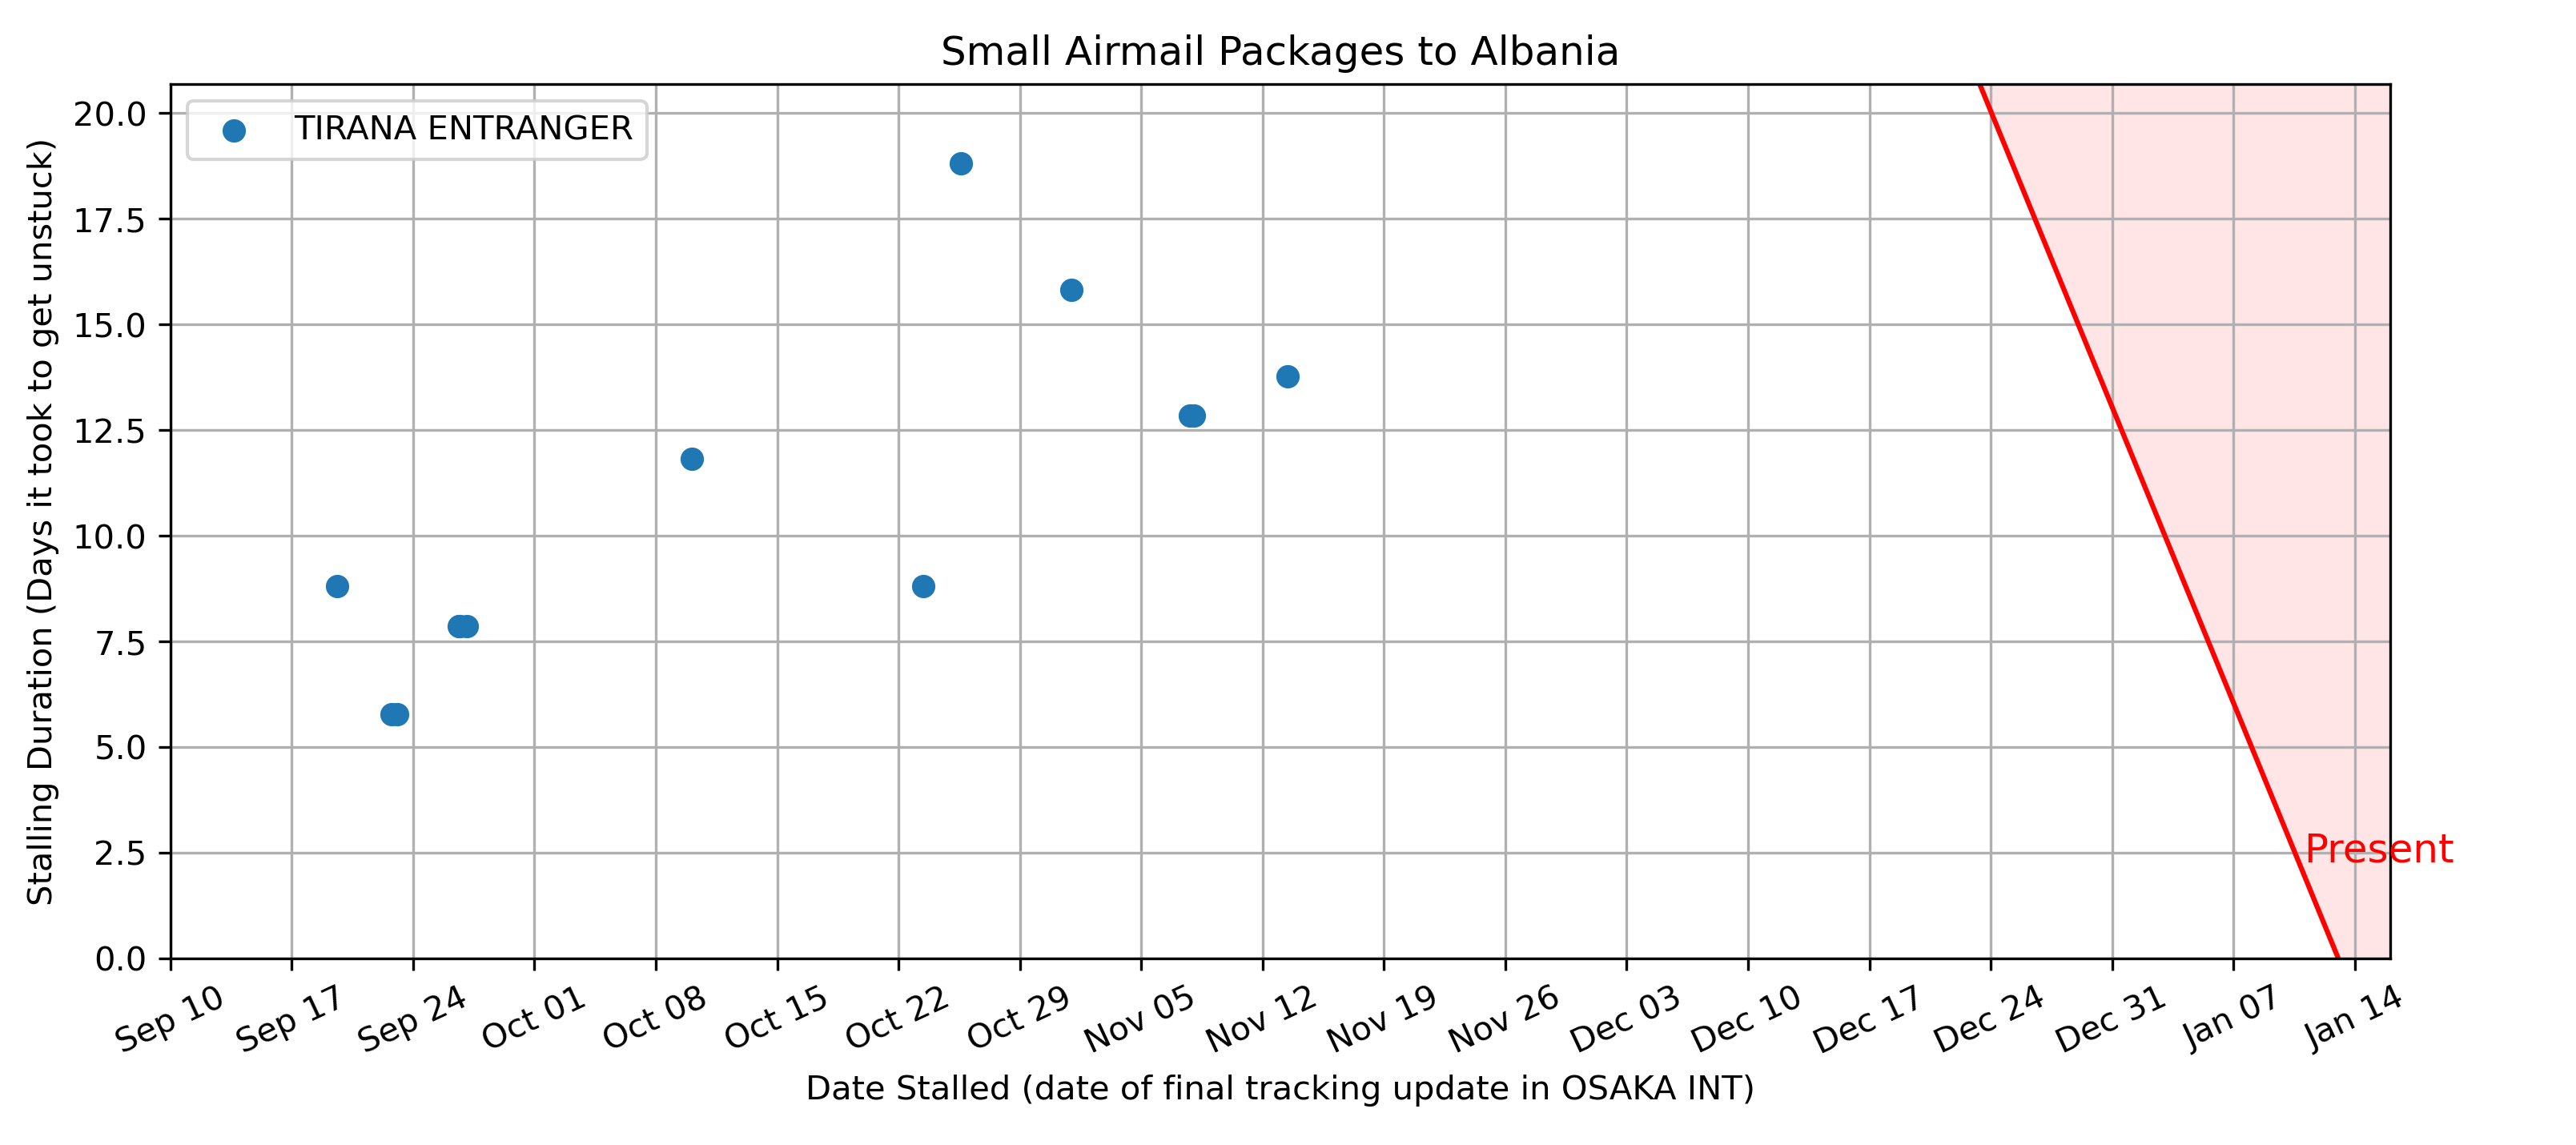 Small Airmail Packages to Albania
TIRANA ENTRANGER
Stalling Duration (Days it took to get unstuck)
20.0
17.5
15.0
12.5
10.0
7.5
5.0
2.5
0.0
Present
Sep 10
Sep 17
Sep 24
Oct 01
Oct 08
Oct 15
Oct 22
Oct 29
Nov 05
Nov 12
Nov 19
Nov 26
Dec 03
Dec 10
Dec 17
Dec 24
Dec 31
Jan 07
Jan 14
Date Stalled (date of final tracking update in OSAKA INT)